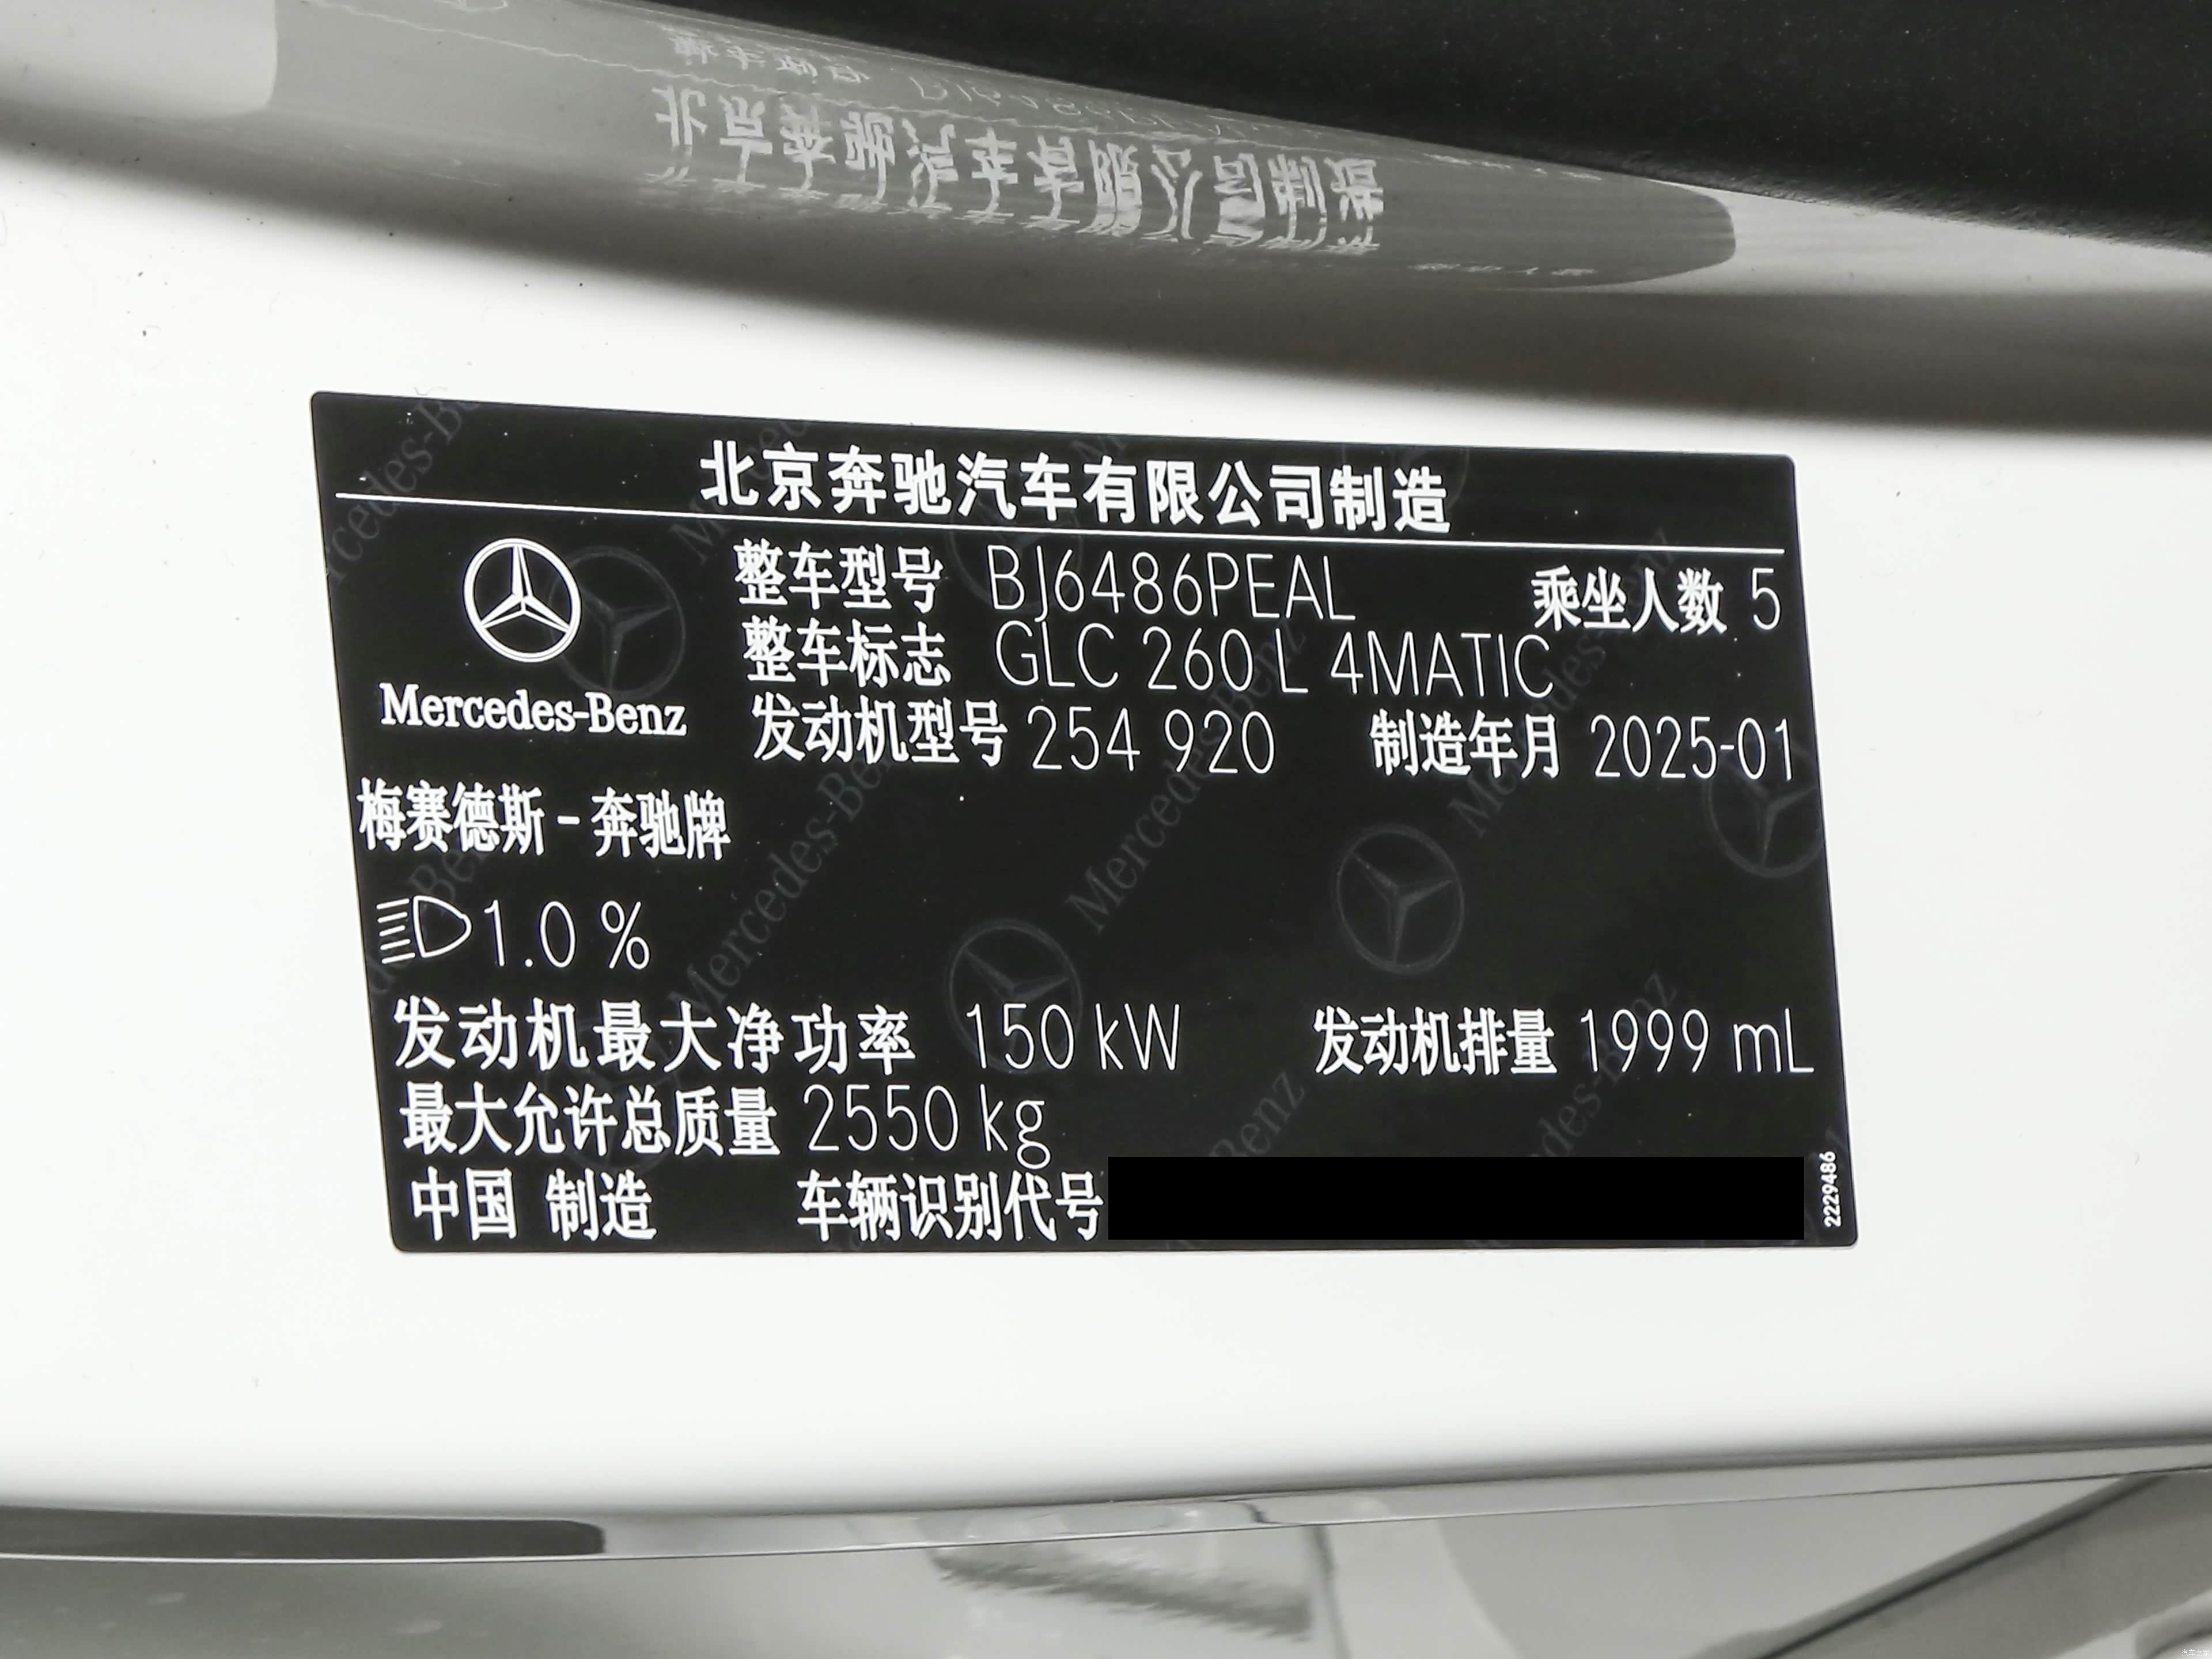 北京奔驰汽车有限公司制造
整车型号 BJ6486PEAL 乘坐人数 5
整车标志 GLC 260 L 4MATIC
Mercedes-Benz
发动机型号 254 920 制造年月 2025-01
梅赛德斯-奔驰牌
1.0 %
发动机最大净功率 150 kW 发动机排量 1999 mL
最大允许总质量 2550 kg
中国 制造 车辆识别代号
2229486